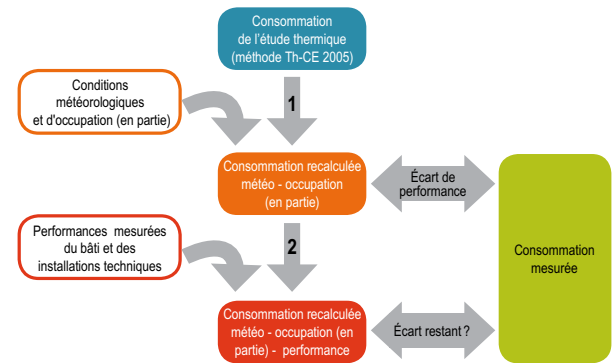 Consommation
de l'étude thermique
(méthode Th-CE 2005)
Conditions
météorologiques
et d'occupation (en partie)
1
Consommation recalculée
météo - occupation
(en partie)
Écart de
performance
Performances mesurées
du bâti et des
installations techniques
2
Consommation
mesurée
Consommation recalculée
météo - occupation (en
partie) - performance
Écart restant ?